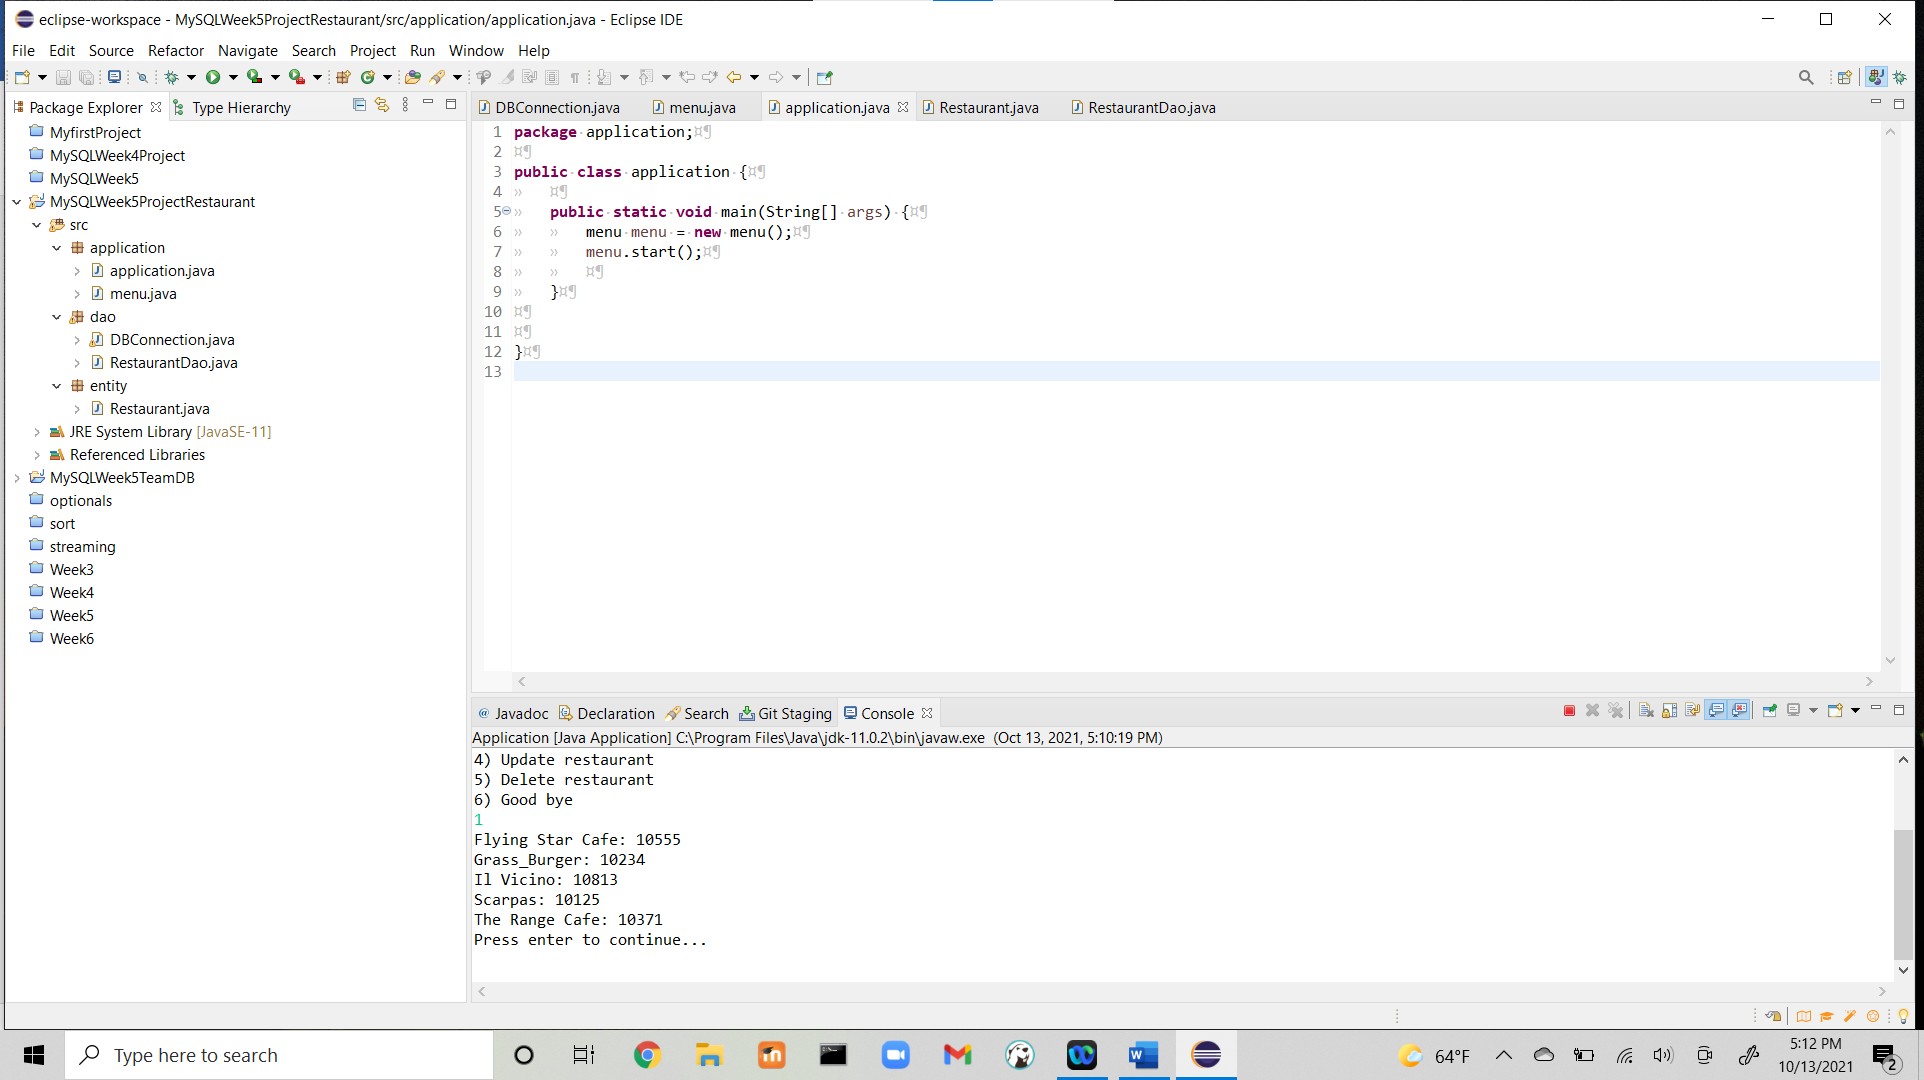 eclipse-workspace - MySQLWeek5ProjectRestaurant/src/application/application.java - Eclipse IDE
File Edit Source Refactor Navigate Search Project Run Window Help
Package Explorer Type Hierarchy
MyfirstProject
MySQLWeek4Project
MySQLWeek5
MySQLWeek5ProjectRestaurant
src
application
application.java
menu.java
dao
DBConnection.java
RestaurantDao.java
entity
Restaurant.java
JRE System Library [JavaSE-11]
Referenced Libraries
MySQLWeek5TeamDB
optionals
sort
streaming
Week3
Week4
Week5
Week6
DBConnection.java menu.java application.java Restaurant.java RestaurantDao.java
1 package·application;¤¶
2 ¤¶
3 public·class·application·{¤¶
4 » ¤¶
5 » public·static·void·main(String[]·args)·{¤¶
6 » » menu·menu·=·new·menu();¤¶
7 » » menu.start();¤¶
8 » » ¤¶
9 » }¤¶
10 ¤¶
11 ¤¶
12 }¤¶
13
@ Javadoc Declaration Search Git Staging Console
Application [Java Application] C:\Program Files\Java\jdk-11.0.2\bin\javaw.exe (Oct 13, 2021, 5:10:19 PM)
4) Update restaurant
5) Delete restaurant
6) Good bye
1
Flying Star Cafe: 10555
Grass_Burger: 10234
Il Vicino: 10813
Scarpas: 10125
The Range Cafe: 10371
Press enter to continue...
Type here to search
64°F
5:12 PM
10/13/2021
2